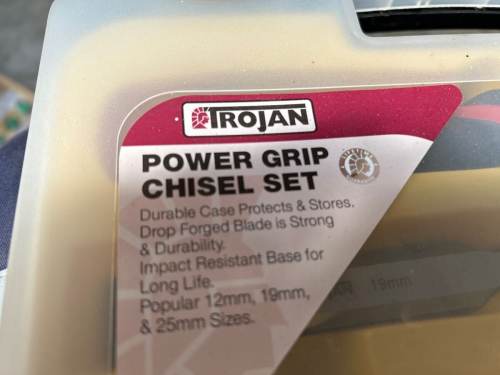 TROJAN
POWER GRIP
CHISEL SET
Durable Case Protects & Stores.
Drop Forged Blade is Strong
& Durability.
Impact Resistant Base for
Long Life.
Popular 12mm, 19mm,
& 25mm Sizes.
19mm